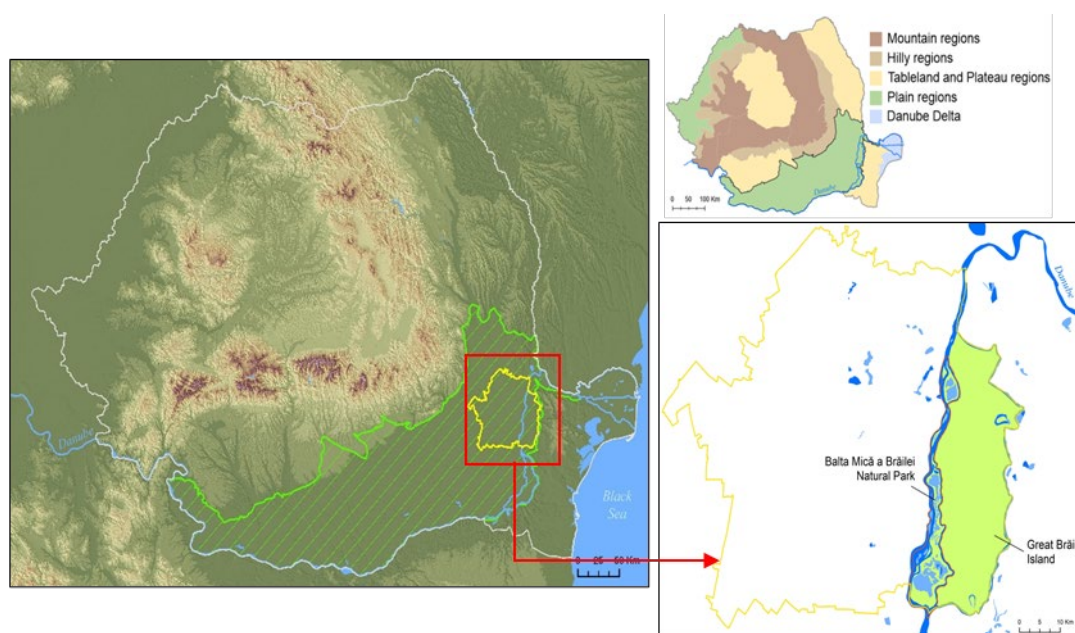 Danube
Black
Sea
0 25 50 Km
Mountain regions
Hilly regions
Tableland and Plateau regions
Plain regions
Danube Delta
Danube
0 50 100 Km
Danube
Balta Mică a Brăilei
Natural Park
Great Brăi
Island
0 5 10 Km